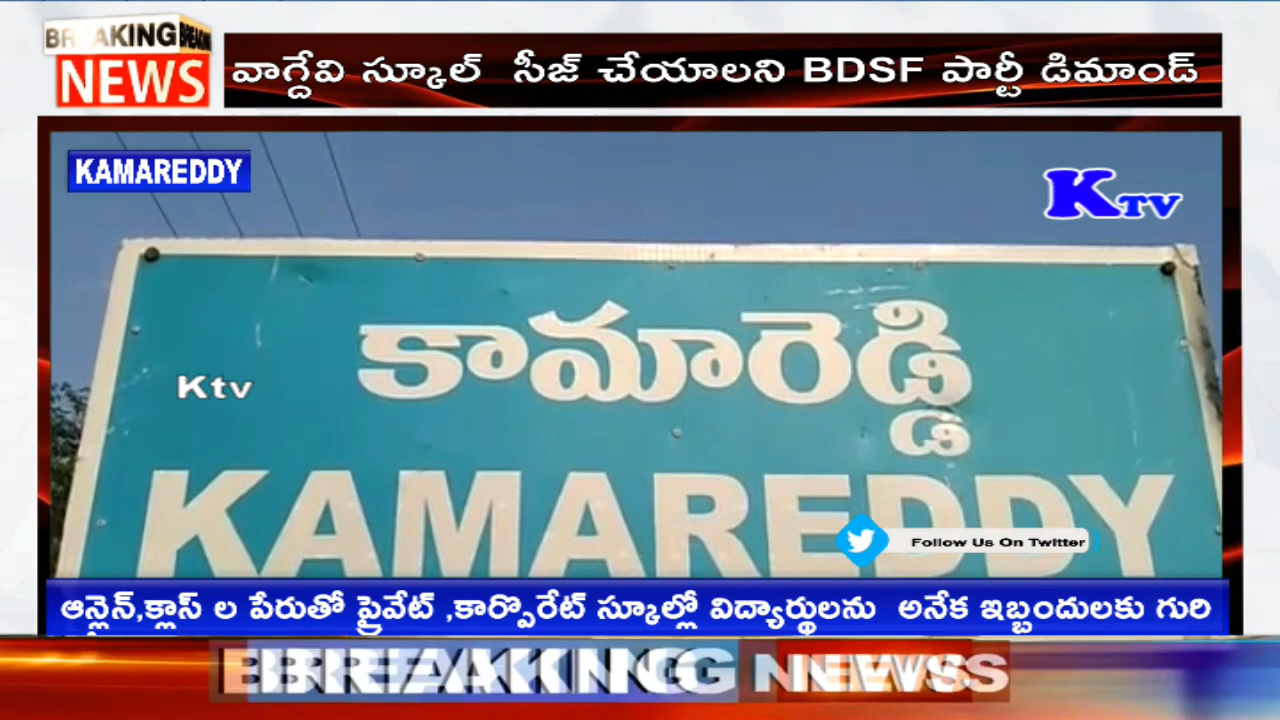 BREAKING BREAKING
NEWS
వాగ్దేవి స్కూల్ సీజ్ చేయాలని BDSF పార్టీ డిమాండ్
KAMAREDDY
KTV
Ktv
కామారెడ్డి
KAMAREDDY
Follow Us On Twitter
ఆన్లైన్,క్లాస్ ల పేరుతో ప్రైవేట్ ,కార్పొరేట్ స్కూల్లో విద్యార్థులను అనేక ఇబ్బందులకు గురి
BREAKING NEWS